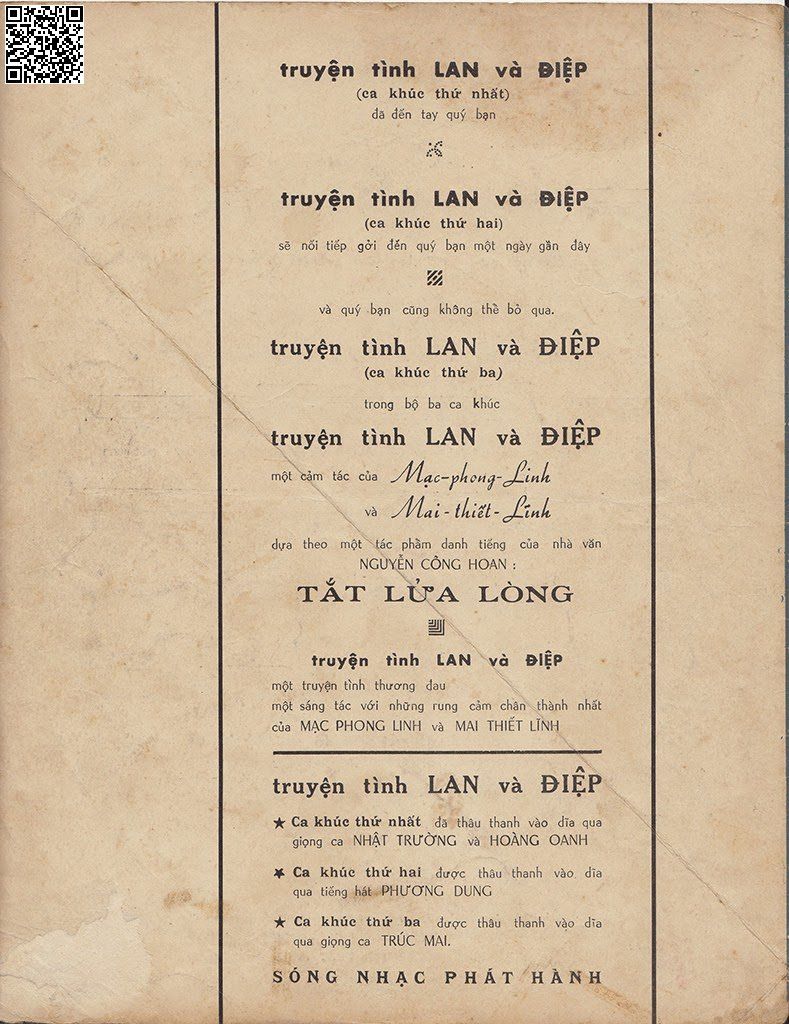 truyện tình LAN và ĐIỆP
(ca khúc thứ nhất)
đã đến tay quý bạn
truyện tình LAN và ĐIỆP
(ca khúc thứ hai)
sẽ nối tiếp gởi đến quý bạn một ngày gần đây
và quý bạn cũng không thể bỏ qua.
truyện tình LAN và ĐIỆP
(ca khúc thứ ba)
trong bộ ba ca khúc
truyện tình LAN và ĐIỆP
một cảm tác của Mạc-phong-Linh
và Mai-thiết-Lĩnh
dựa theo một tác phẩm danh tiếng của nhà văn
NGUYỄN CÔNG HOAN :
TẮT LỬA LÒNG
truyện tình LAN và ĐIỆP
một truyện tình thương đau
một sáng tác với những rung cảm chân thành nhất
của MẠC PHONG LINH và MAI THIẾT LĨNH
truyện tình LAN và ĐIỆP
★ Ca khúc thứ nhất đã thâu thanh vào dĩa qua
giọng ca NHẬT TRƯỜNG và HOÀNG OANH
★ Ca khúc thứ hai được thâu thanh vào dĩa
qua tiếng hát PHƯƠNG DUNG
★ Ca khúc thứ ba được thâu thanh vào dĩa
qua giọng ca TRÚC MAI.
SÓNG NHẠC PHÁT HÀNH